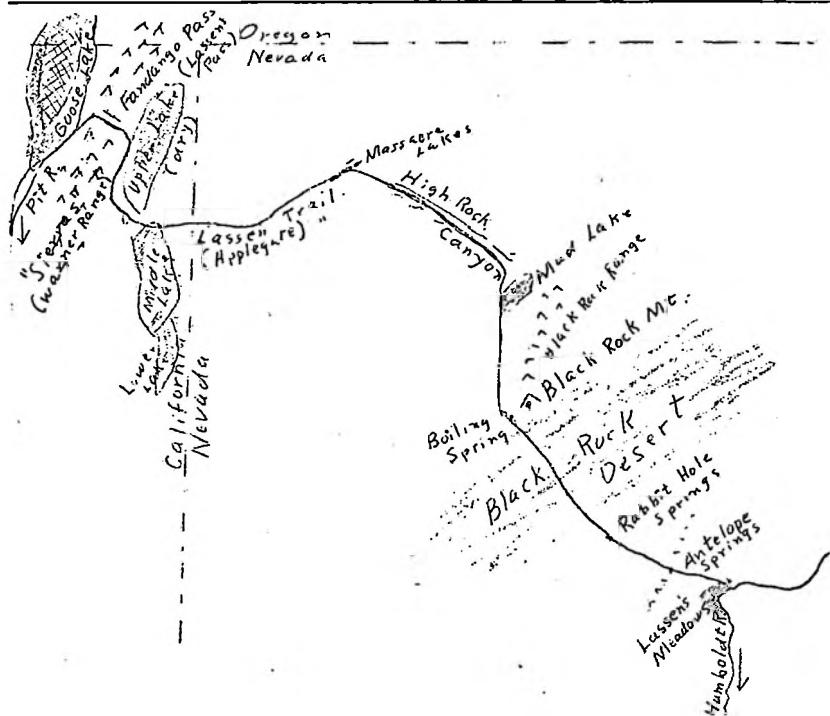 Goose Lake
Fandango Pass
(Lassen's
Pass)
Oregon
Nevada
Pit R.
"Sierras"
(Warner Range)
Upper Lake
(dry)
Middle
Lake
Lower
Lake
California
Nevada
Lassen Trail
(Applegate) "
Massacre
Lakes
High Rock
Canyon
Mud Lake
Black Rock Range
Black Rock Mt.
Boiling
Spring
Black Rock
Desert
Rabbit Hole
Springs
Antelope
Springs
Lassen's
Meadows
Humboldt R.